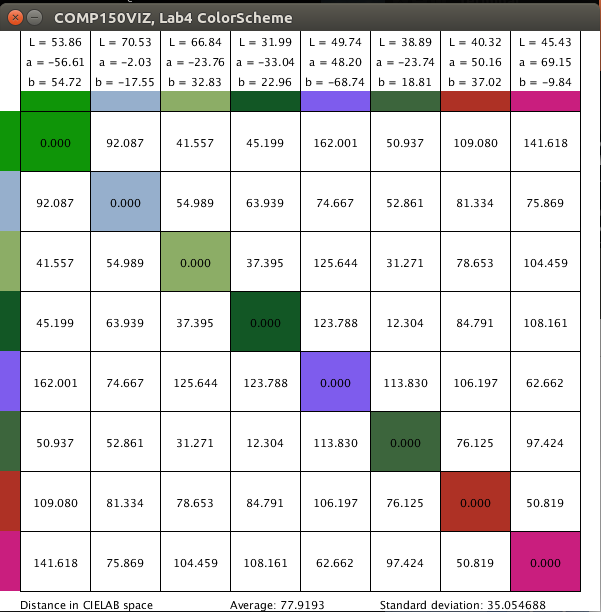 COMP150VIZ, Lab4 ColorScheme
L = 53.86 L = 70.53 L = 66.84 L = 31.99 L = 49.74 L = 38.89 L = 40.32 L = 45.43
a = -56.61 a = -2.03 a = -23.76 a = -33.04 a = 48.20 a = -23.74 a = 50.16 a = 69.15
b = 54.72 b = -17.55 b = 32.83 b = 22.96 b = -68.74 b = 18.81 b = 37.02 b = -9.84
0.000 92.087 41.557 45.199 162.001 50.937 109.080 141.618
92.087 0.000 54.989 63.939 74.667 52.861 81.334 75.869
41.557 54.989 0.000 37.395 125.644 31.271 78.653 104.459
45.199 63.939 37.395 0.000 123.788 12.304 84.791 108.161
162.001 74.667 125.644 123.788 0.000 113.830 106.197 62.662
50.937 52.861 31.271 12.304 113.830 0.000 76.125 97.424
109.080 81.334 78.653 84.791 106.197 76.125 0.000 50.819
141.618 75.869 104.459 108.161 62.662 97.424 50.819 0.000
Distance in CIELAB space Average: 77.9193 Standard deviation: 35.054688